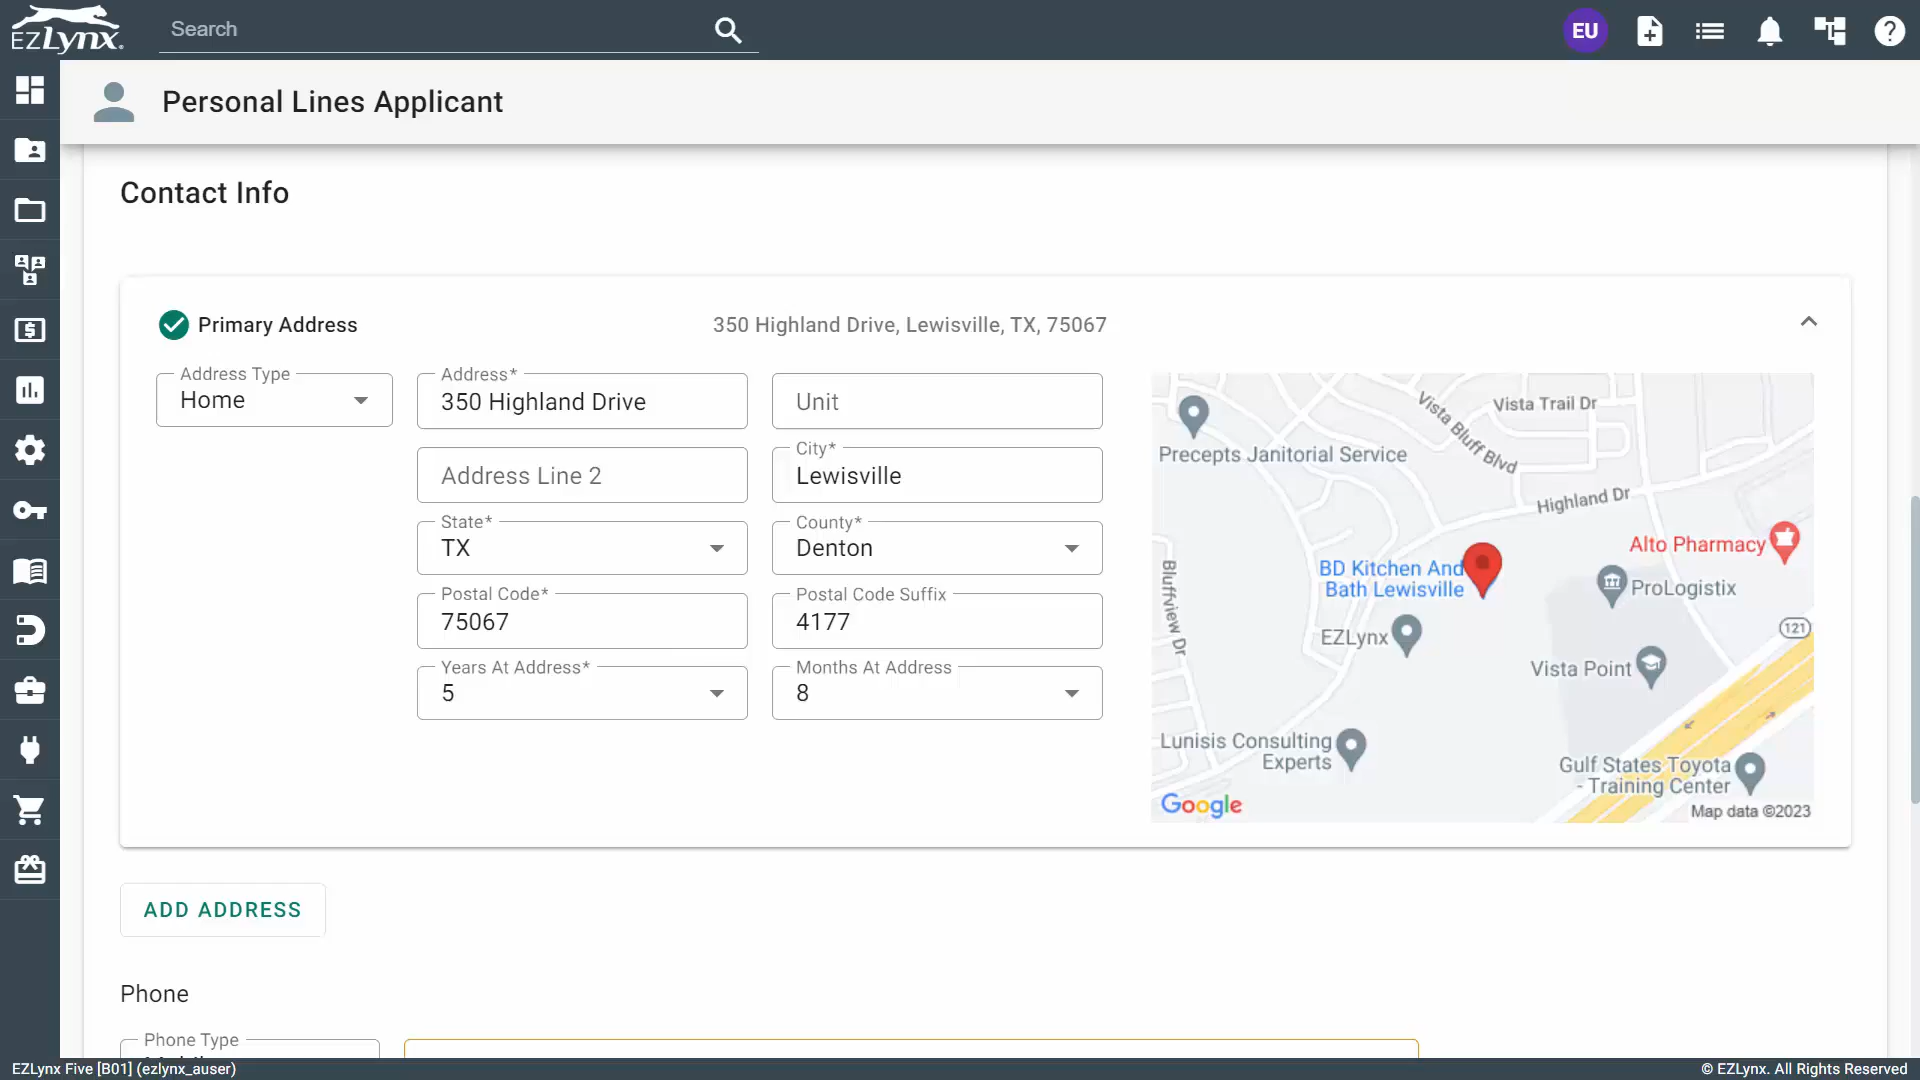 EZLynx.
Search
EU
Personal Lines Applicant
Contact Info
Primary Address
350 Highland Drive, Lewisville, TX, 75067
Address Type
Home
Address*
350 Highland Drive
Unit
Address Line 2
City*
Lewisville
State*
TX
County*
Denton
Postal Code*
75067
Postal Code Suffix
4177
Years At Address*
5
Months At Address
8
Vista Trail Dr
Vista Bluff Blvd
Precepts Janitorial Service
Highland Dr
Alto Pharmacy
BD Kitchen And
Bath Lewisville
ProLogistix
Bluffview Dr
EZLynx
121
Vista Point
Lunisis Consulting
Experts
Gulf States Toyota
- Training Center
Google
Map data ©2023
ADD ADDRESS
Phone
Phone Type
EZLynx Five [B01] (ezlynx_auser)
© EZLynx. All Rights Reserved